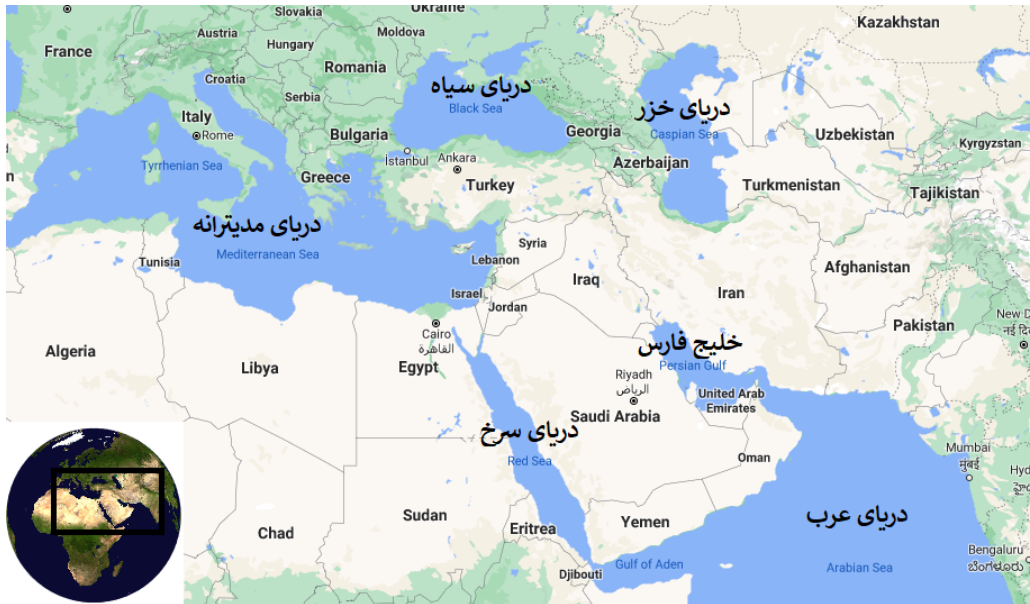 Slovakia
Ukraine
Kazakhstan
Austria
Moldova
France
Hungary
Romania
Croatia
دریای سیاه
Black Sea
دریای خزر
Caspian Sea
Serbia
Italy
Rome
Bulgaria
Georgia
Uzbekistan
Kyrgyzstan
Tyrrhenian Sea
İstanbul
Ankara
Azerbaijan
Greece
Turkey
Turkmenistan
Tajikistan
دریای مدیترانه
Mediterranean Sea
Tunisia
Syria
Lebanon
Iraq
Iran
Afghanistan
Israel
Jordan
Pakistan
New D
नई दि
Cairo
القاهرة
خلیج فارس
Persian Gulf
Algeria
Libya
Egypt
Riyadh
الرياض
United Arab
Emirates
Saudi Arabia
دریای سرخ
Red Sea
Oman
Mumbai
मुंबई
Hyd
دریای عرب
Arabian Sea
Chad
Sudan
Eritrea
Yemen
Gulf of Aden
Djibouti
Bengaluru
ಬೆಂಗಳೂರು